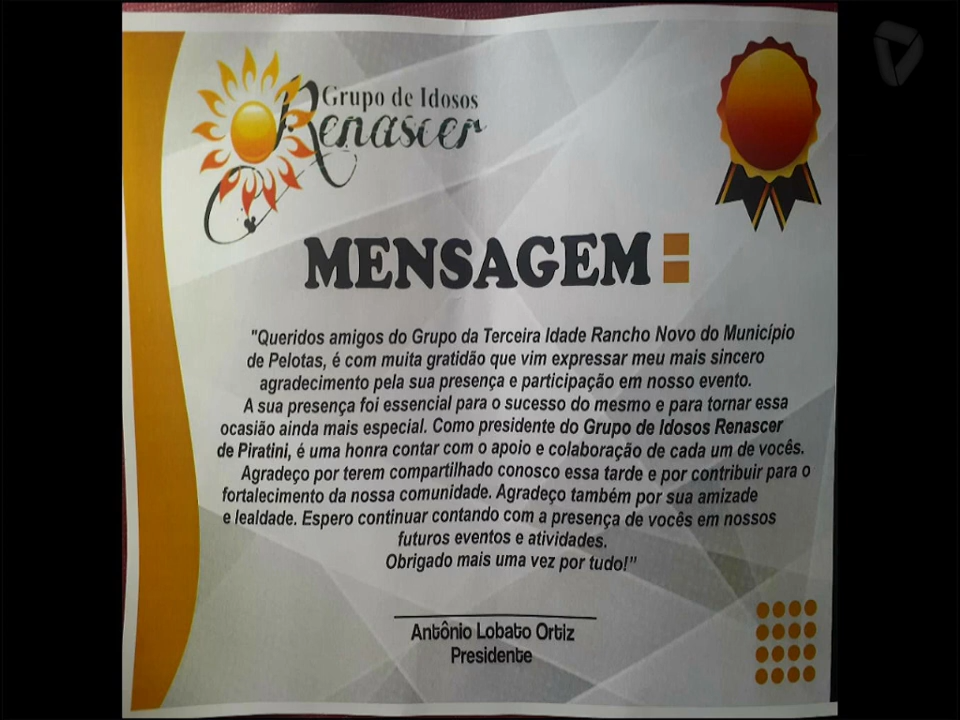 Grupo de Idosos
Renascer
MENSAGEM:
"Queridos amigos do Grupo da Terceira Idade Rancho Novo do Município
de Pelotas, é com muita gratidão que vim expressar meu mais sincero
agradecimento pela sua presença e participação em nosso evento.
A sua presença foi essencial para o sucesso do mesmo e para tornar essa
ocasião ainda mais especial. Como presidente do Grupo de Idosos Renascer
de Piratini, é uma honra contar com o apoio e colaboração de cada um de vocês.
Agradeço por terem compartilhado conosco essa tarde e por contribuir para o
fortalecimento da nossa comunidade. Agradeço também por sua amizade
e lealdade. Espero continuar contando com a presença de vocês em nossos
futuros eventos e atividades.
Obrigado mais uma vez por tudo!"
Antônio Lobato Ortiz
Presidente